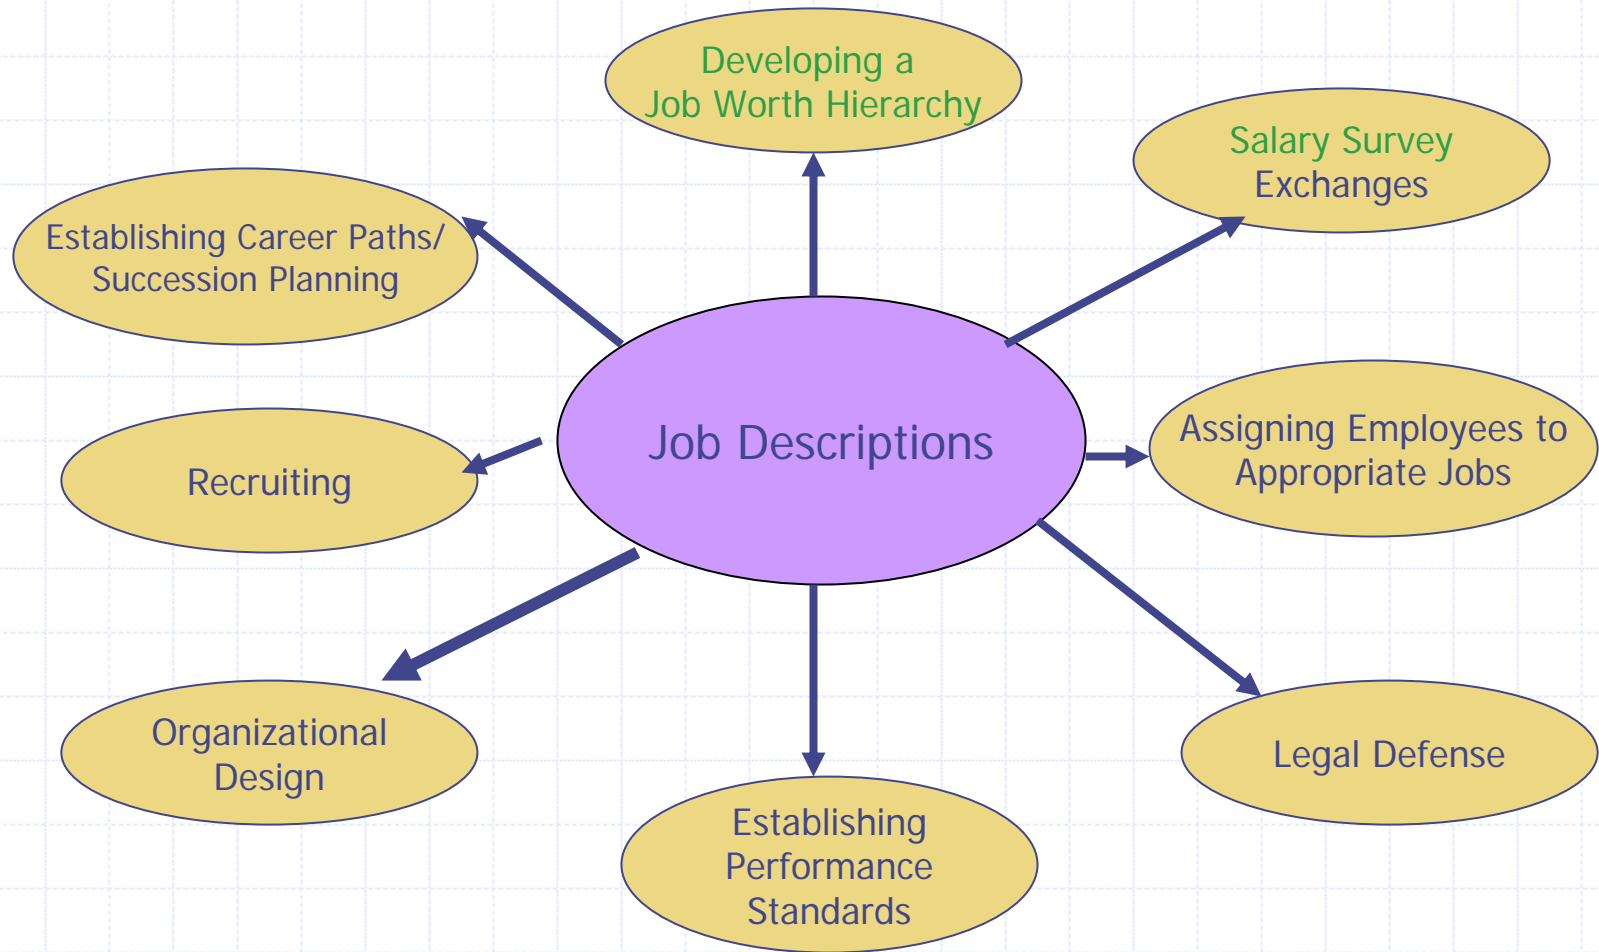 Developing a
Job Worth Hierarchy
Salary Survey
Exchanges
Establishing Career Paths/
Succession Planning
Job Descriptions
Assigning Employees to
Appropriate Jobs
Recruiting
Organizational
Design
Legal Defense
Establishing
Performance
Standards